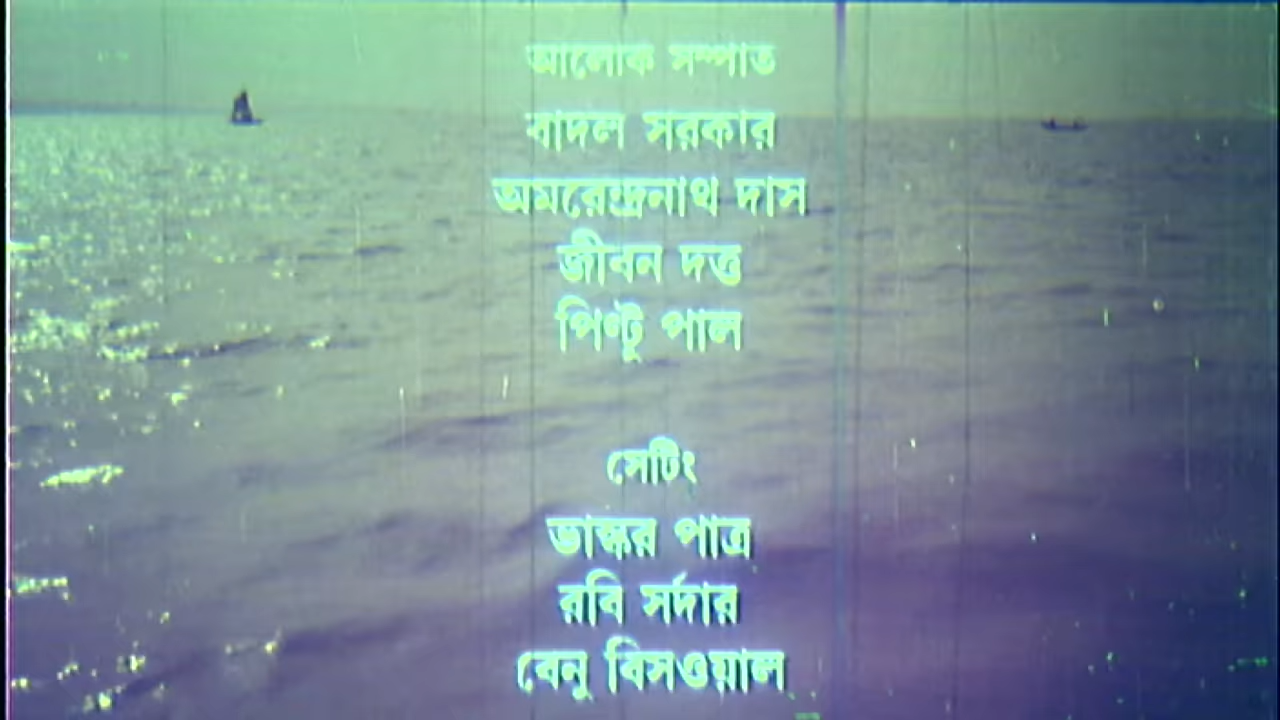 আলোক সম্পাত
বাদল সরকার
অমরেন্দ্রনাথ দাস
জীবন দত্ত
পিণ্টু পাল
সেটিং
ভাস্কর পাত্র
রবি সর্দার
বেনু বিসওয়াল